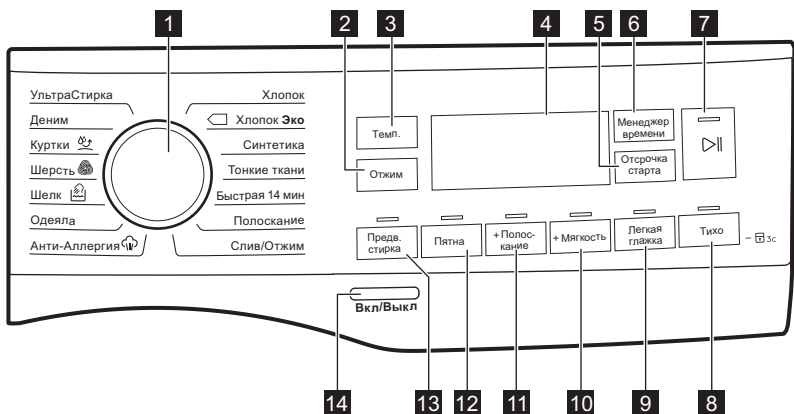 1
2
3
4
5
6
7
УльтраСтирка
Деним
Куртки
Шерсть
Шелк
Одеяла
Анти-Аллергия
Хлопок
Хлопок Эко
Синтетика
Тонкие ткани
Быстрая 14 мин
Полоскание
Слив/Отжим
Темп.
Отжим
Менеджер
времени
Отсрочка
старта
Предв.
стирка
Пятна
+Полос-
кание
+Мягкость
Легкая
глажка
Тихо
3с
Вкл/Выкл
14
13
12
11
10
9
8